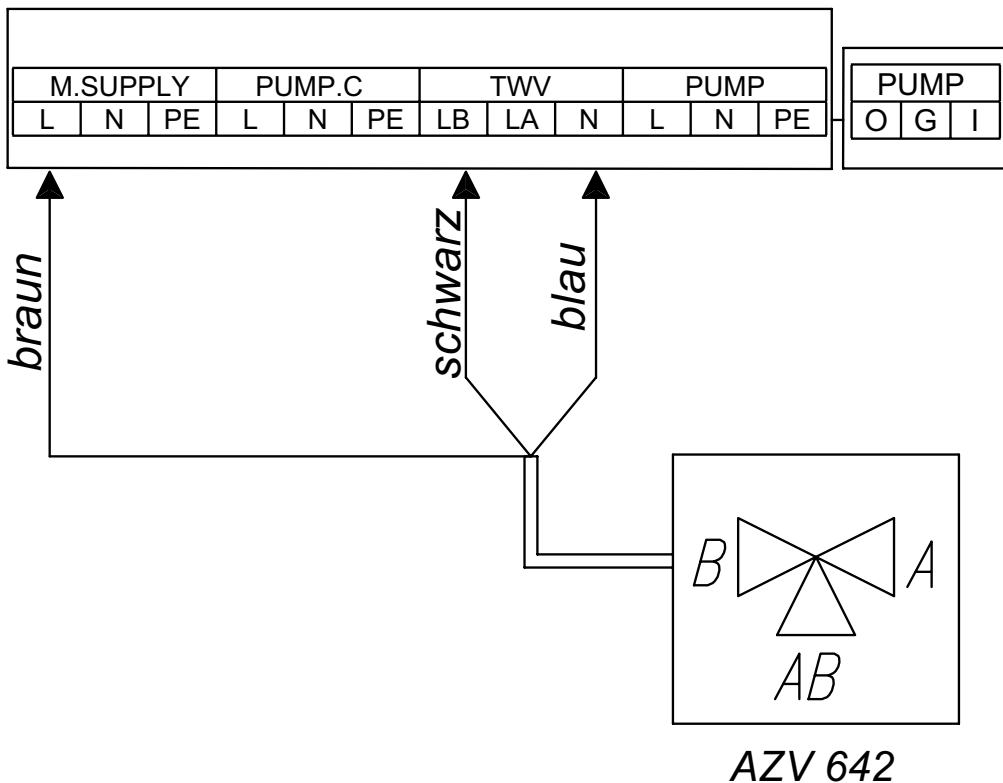 M.SUPPLY PUMP.C TWV PUMP PUMP
L N PE L N PE LB LA N L N PE O G I
braun schwarz blau
B A
AB
AZV 642